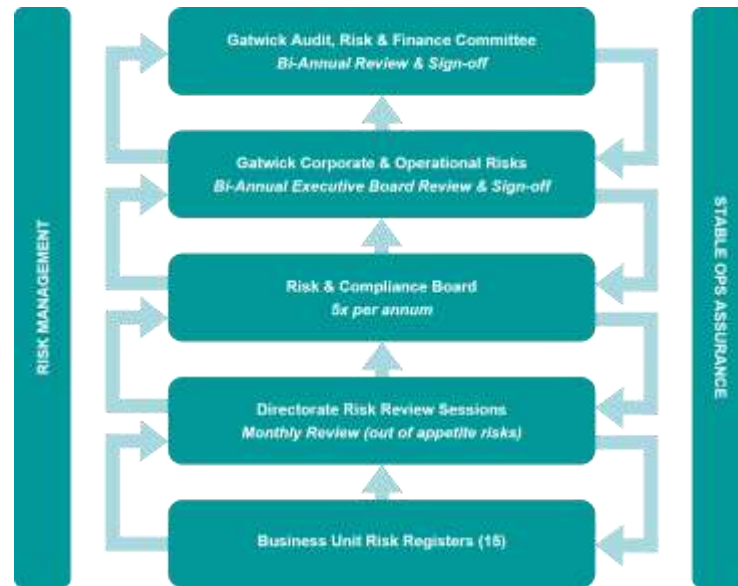 Gatwick Audit, Risk & Finance Committee
Bi-Annual Review & Sign-off
Gatwick Corporate & Operational Risks
Bi-Annual Executive Board Review & Sign-off
Risk & Compliance Board
5x per annum
Directorate Risk Review Sessions
Monthly Review (out of appetite risks)
Business Unit Risk Registers (15)
RISK MANAGEMENT
STABLE OPS ASSURANCE